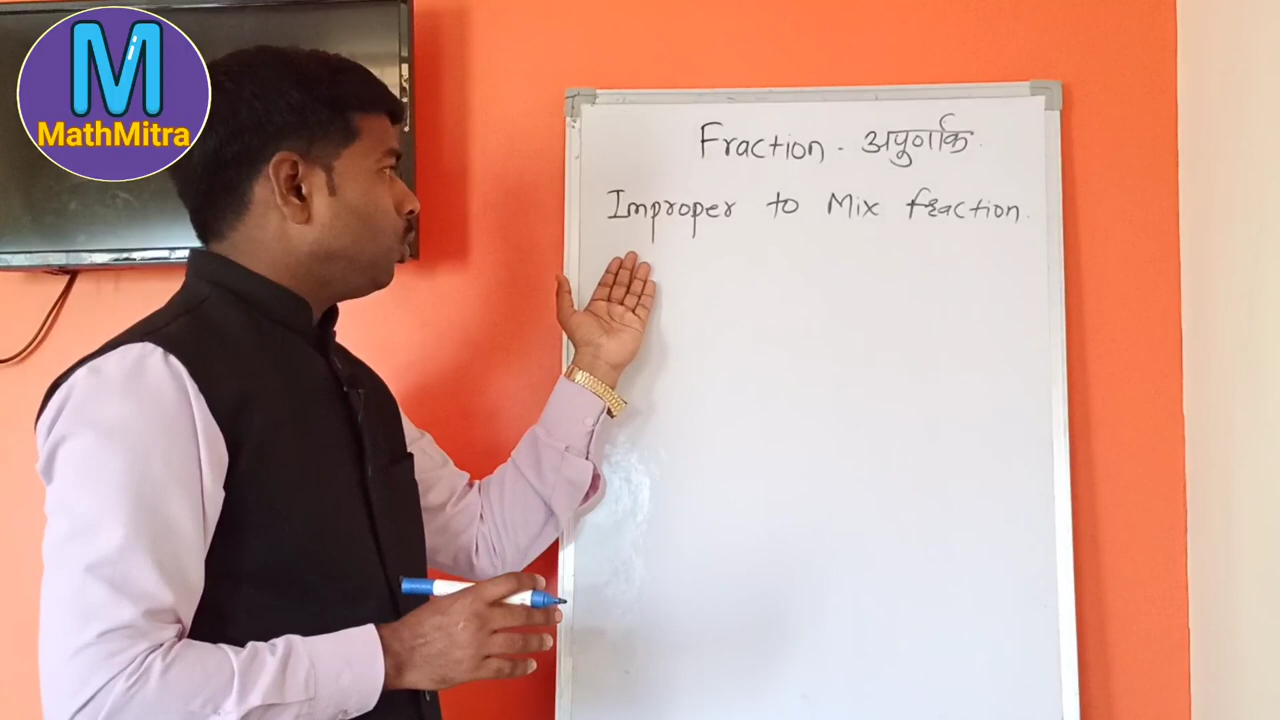 M
MathMitra
Fraction - अपुर्णांक.
Improper to Mix fraction.